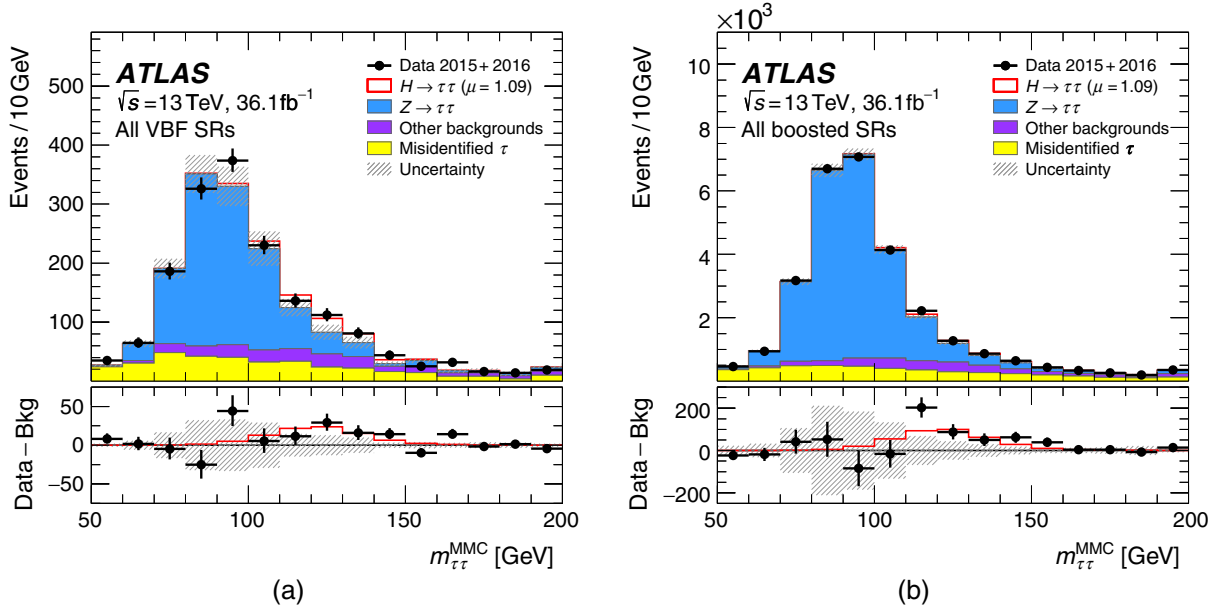 Events / 10 GeV
500
400
300
200
100
ATLAS
√s = 13 TeV, 36.1 fb⁻¹
All VBF SRs
Data 2015+2016
H → ττ (μ = 1.09)
Z → ττ
Other backgrounds
Misidentified τ
Uncertainty
Data−Bkg
50
0
−50
50 100 150 200
m_ττ^MMC [GeV]
(a)
×10³
Events / 10 GeV
10
8
6
4
2
ATLAS
√s = 13 TeV, 36.1 fb⁻¹
All boosted SRs
Data 2015+2016
H → ττ (μ = 1.09)
Z → ττ
Other backgrounds
Misidentified τ
Uncertainty
Data−Bkg
200
0
−200
50 100 150 200
m_ττ^MMC [GeV]
(b)